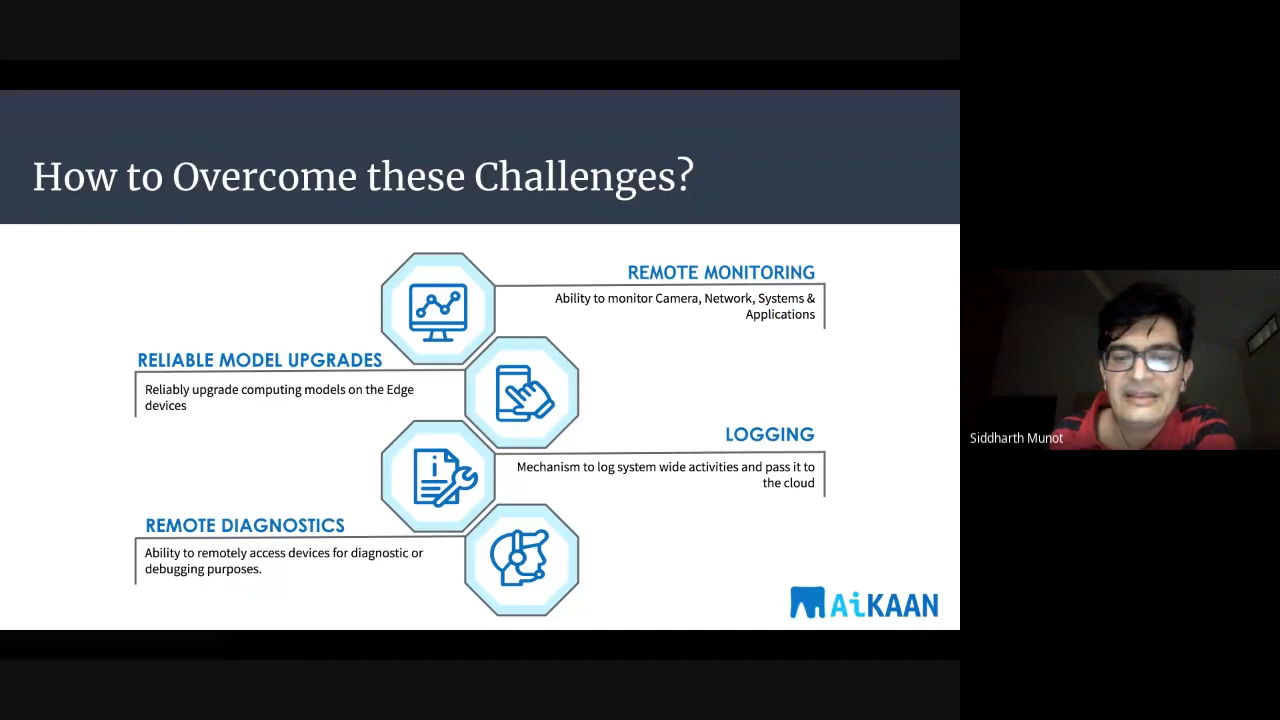 How to Overcome these Challenges?
REMOTE MONITORING
Ability to monitor Camera, Network, Systems &
Applications
RELIABLE MODEL UPGRADES
Reliably upgrade computing models on the Edge
devices
LOGGING
Mechanism to log system wide activities and pass it to
the cloud
REMOTE DIAGNOSTICS
Ability to remotely access devices for diagnostic or
debugging purposes.
AiKAAN
Siddharth Munot